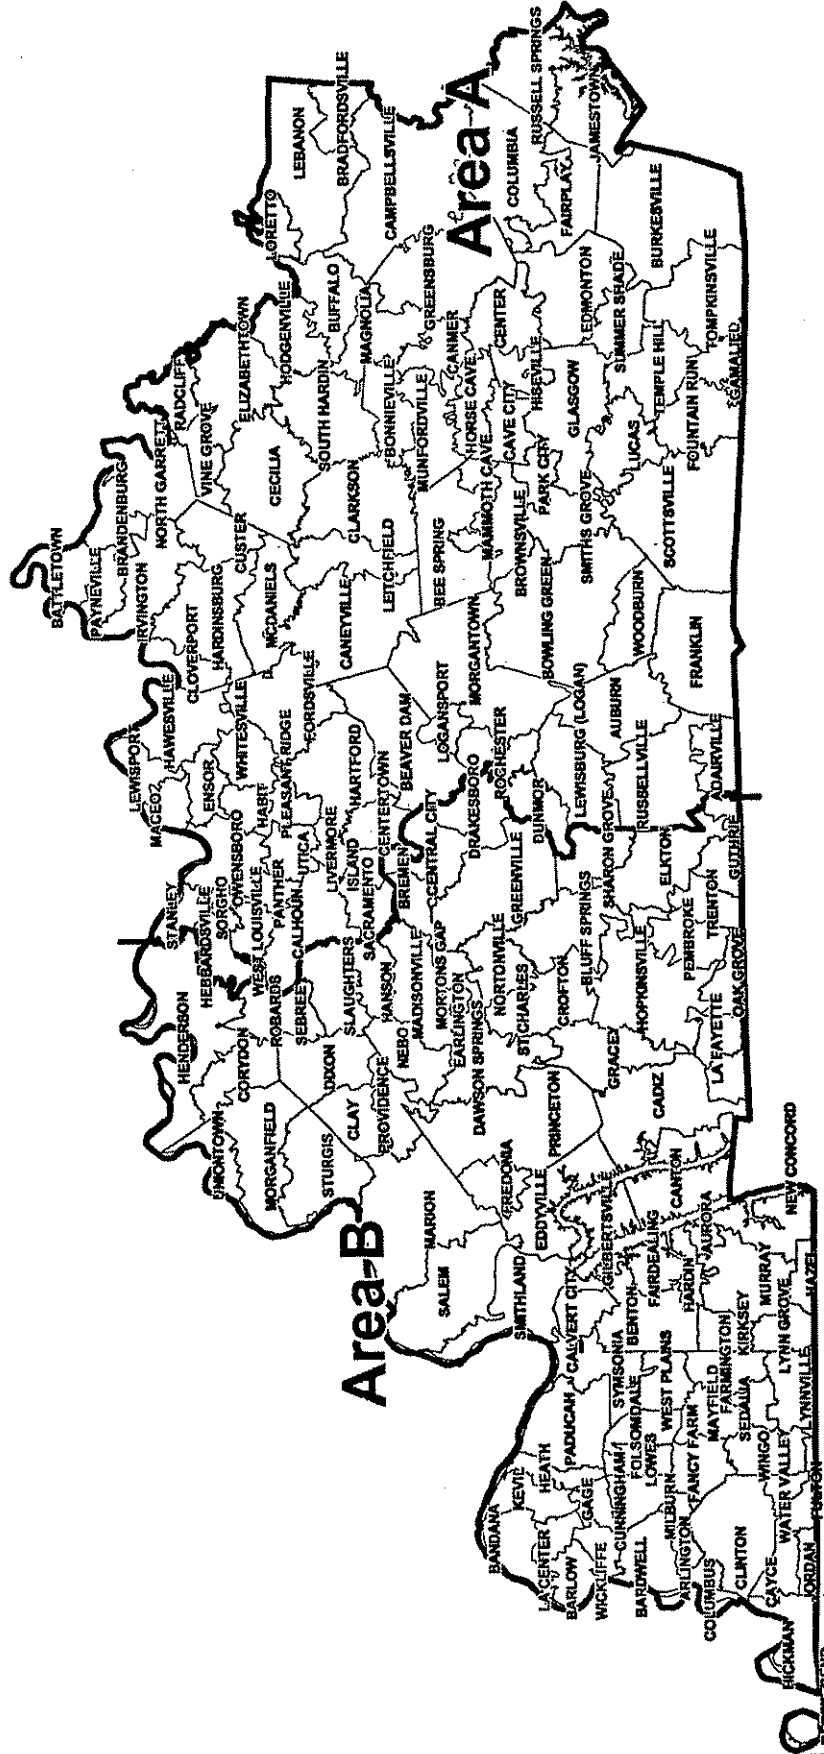 Area A
Area-B
BATTLETOWN
PAYNEVILLE
BRANDENBURG
IRVINGTON
NORTH GARRETT
RADCLIFF
VINE GROVE
ELIZABETHTOWN
HODGENVILLE
LORETTO
LEBANON
BRADFORDSVILLE
CAMPBELLSVILLE
BUFFALO
MAGNOLIA
GREENSBURG
SOUTH HARDIN
CECILIA
CUSTER
HARDINSBURG
CLOVERPORT
MCDANIELS
CLARKSON
LEITCHFIELD
CANEYVILLE
BONNIEVILLE
MUNFORDVILLE
CANMER
HORSE CAVE
CENTER
COLUMBIA
RUSSELL SPRINGS
FAIRPLAY
JAMESTOWN
BURKESVILLE
EDMONTON
SUMMER SHADE
HISEVILLE
CAVE CITY
MAMMOTH CAVE
BEE SPRING
BROWNSVILLE
PARK CITY
GLASGOW
SMITHS GROVE
LUCAS
TEMPLE HILL
FOUNTAIN RUN
TOMPKINSVILLE
GAMALIED
SCOTTSVILLE
BOWLING GREEN
WOODBURN
FRANKLIN
MORGANTOWN
LOGANSPORT
ROCHESTER
LEWISBURG (LOGAN)
AUBURN
RUSSELLVILLE
ADAIRVILLE
LEWISPORT
HAWESVILLE
MACEO2
ENSOR
WHITESVILLE
HABIT
PLEASANT RIDGE
FORDSVILLE
HARTFORD
BEAVER DAM
CENTERTOWN
STANLEY
SORGHO
OWENSBORO
HEBBARDSVILLE
WEST LOUISVILLE
PANTHER
UTICA
CALHOUN
LIVERMORE
ISLAND
SACRAMENTO
BREMEN
CENTRAL CITY
DRAKESBORO
DUNMOR
GREENVILLE
SHARON GROVE
ELKTON
GUTHRIE
TRENTON
PEMBROKE
BLUFF SPRINGS
HOPKINSVILLE
OAK GROVE
LA FAYETTE
HENDERSON
CORYDON
ROBARDS
SEBREE
SLAUGHTERS
HANSON
DIXON
NEBO
MADISONVILLE
MORTONS GAP
EARLINGTON
NORTONVILLE
ST CHARLES
DAWSON SPRINGS
CROFTON
GRACEY
CADZ
UNIONTOWN
MORGANFIELD
STURGIS
CLAY
PROVIDENCE
MARION
SALEM
FREDONIA
PRINCETON
EDDYVILLE
SMITHLAND
CANTON
NEW CONCORD
AURORA
GILBERTSVILLE
CALVERT CITY
FAIRDEALING
BENTON
HARDIN
MURRAY
HAZEL
KIRKSEY
LYNN GROVE
LYNNVILLE
SYMSONIA
WEST PLAINS
FARMINGTON
MAYFIELD
SEDALIA
PADUCAH
FOLSOMDALE
LOWES
FANCY FARM
WINGO
WATER VALLEY
FULTON
BANDANA
KEVIL
HEATH
GAGE
LA CENTER
BARLOW
WICKLIFFE
CUNNINGHAM
BARDWELL
MILBURN
ARLINGTON
COLUMBUS
CLINTON
CAYCE
JORDAN
HICKMAN